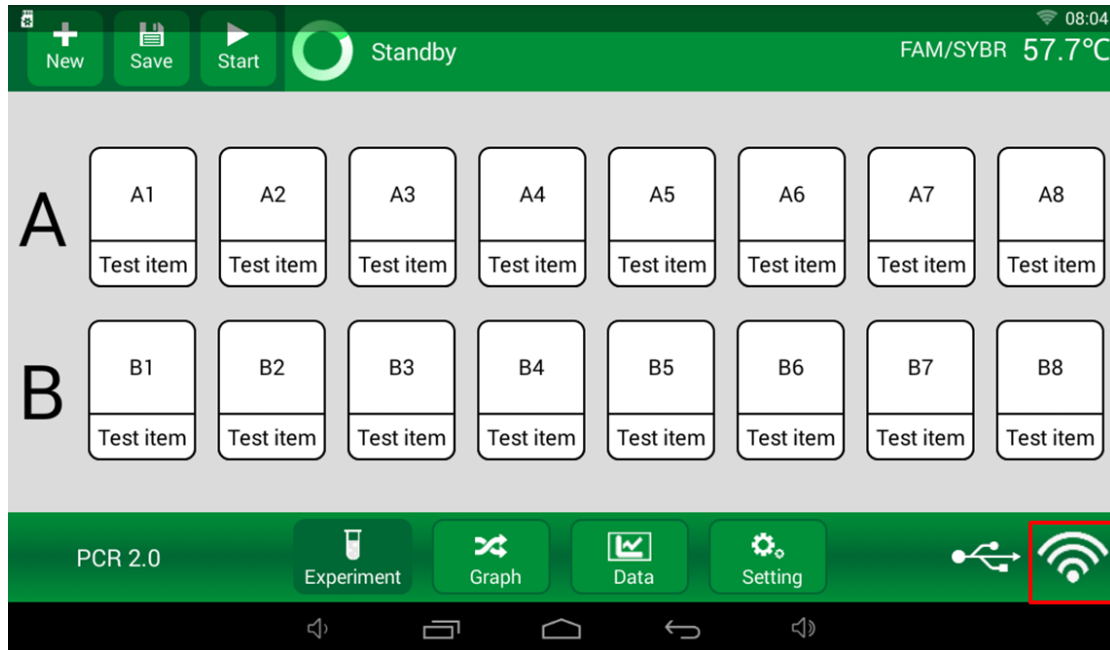 08:04
New Save Start Standby FAM/SYBR 57.7°C
A
A1 A2 A3 A4 A5 A6 A7 A8
Test item Test item Test item Test item Test item Test item Test item Test item
B
B1 B2 B3 B4 B5 B6 B7 B8
Test item Test item Test item Test item Test item Test item Test item Test item
PCR 2.0 Experiment Graph Data Setting